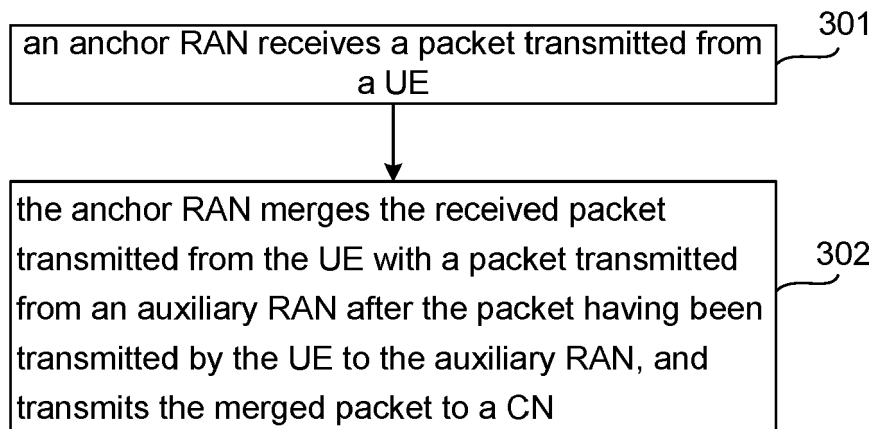 an anchor RAN receives a packet transmitted from
a UE
301
the anchor RAN merges the received packet
transmitted from the UE with a packet transmitted
from an auxiliary RAN after the packet having been
transmitted by the UE to the auxiliary RAN, and
transmits the merged packet to a CN
302